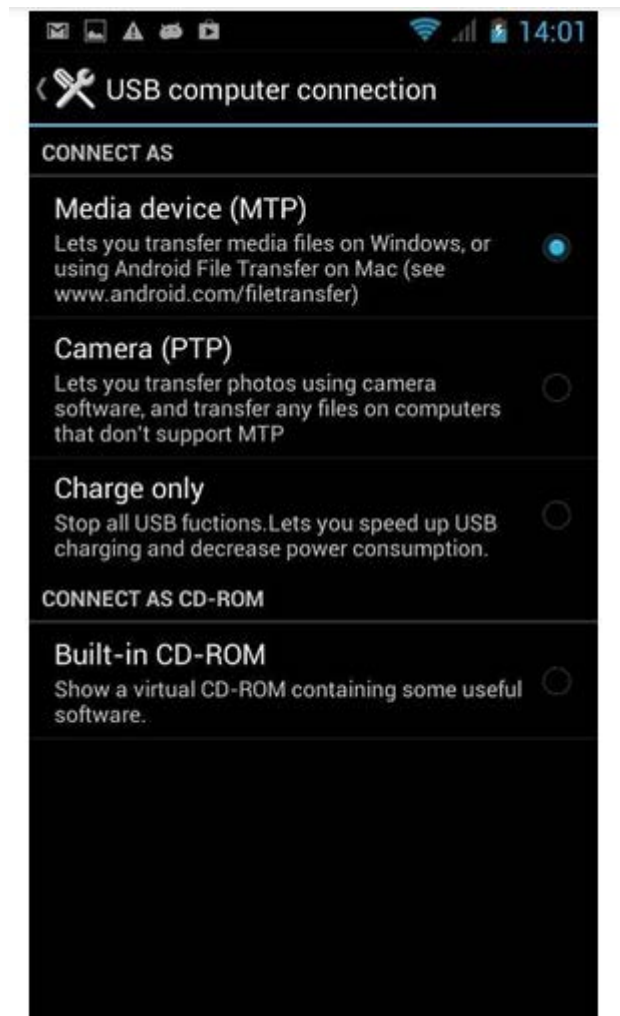 14:01
USB computer connection
CONNECT AS
Media device (MTP)
Lets you transfer media files on Windows, or
using Android File Transfer on Mac (see
www.android.com/filetransfer)
Camera (PTP)
Lets you transfer photos using camera
software, and transfer any files on computers
that don't support MTP
Charge only
Stop all USB fuctions.Lets you speed up USB
charging and decrease power consumption.
CONNECT AS CD-ROM
Built-in CD-ROM
Show a virtual CD-ROM containing some useful
software.